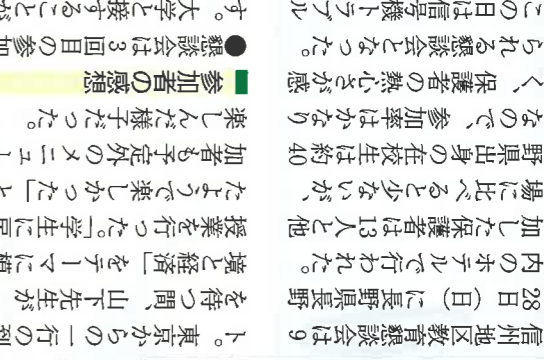 信州地区教育懇談会は9
28日（日）に長野県長野
内のホテルで行われた。
加した保護者は13人と他
場に比べると少ないが、
野県出身の在校生は約40
なので、参加率はかなり
く、保護者の熱心さが感
られる懇談会となった。
この日は信号機トラブル
ト。東京からの一行の到
を待つ間、山下先生が
境と経済」をテーマに模
授業を行った。「学生に戻
たようで楽しかった」と
加者も予定外のメニュー
楽しんだ様子だった。
■参加者の感想
●懇談会は3回目の参加
す。大学と接することが